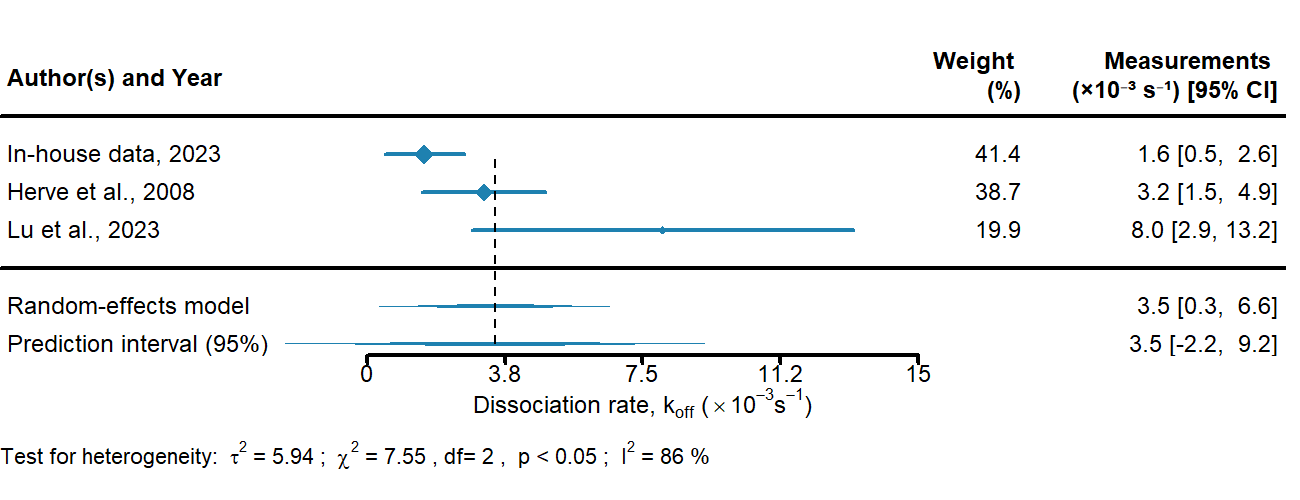 Author(s) and Year Weight (%) Measurements (×10⁻³ s⁻¹) [95% CI]
In-house data, 2023 41.4 1.6 [0.5, 2.6]
Herve et al., 2008 38.7 3.2 [1.5, 4.9]
Lu et al., 2023 19.9 8.0 [2.9, 13.2]
Random-effects model 3.5 [0.3, 6.6]
Prediction interval (95%) 3.5 [-2.2, 9.2]
0 3.8 7.5 11.2 15
Dissociation rate, k_off (×10⁻³s⁻¹)
Test for heterogeneity: τ² = 5.94 ; χ² = 7.55 , df= 2 , p < 0.05 ; I² = 86 %